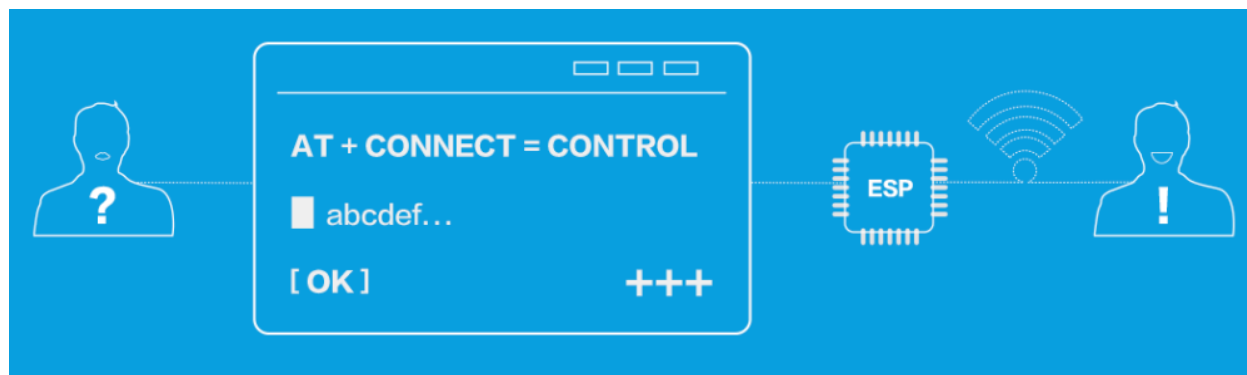 ?
AT + CONNECT = CONTROL
abcdef...
[ OK ]
+++
ESP
!